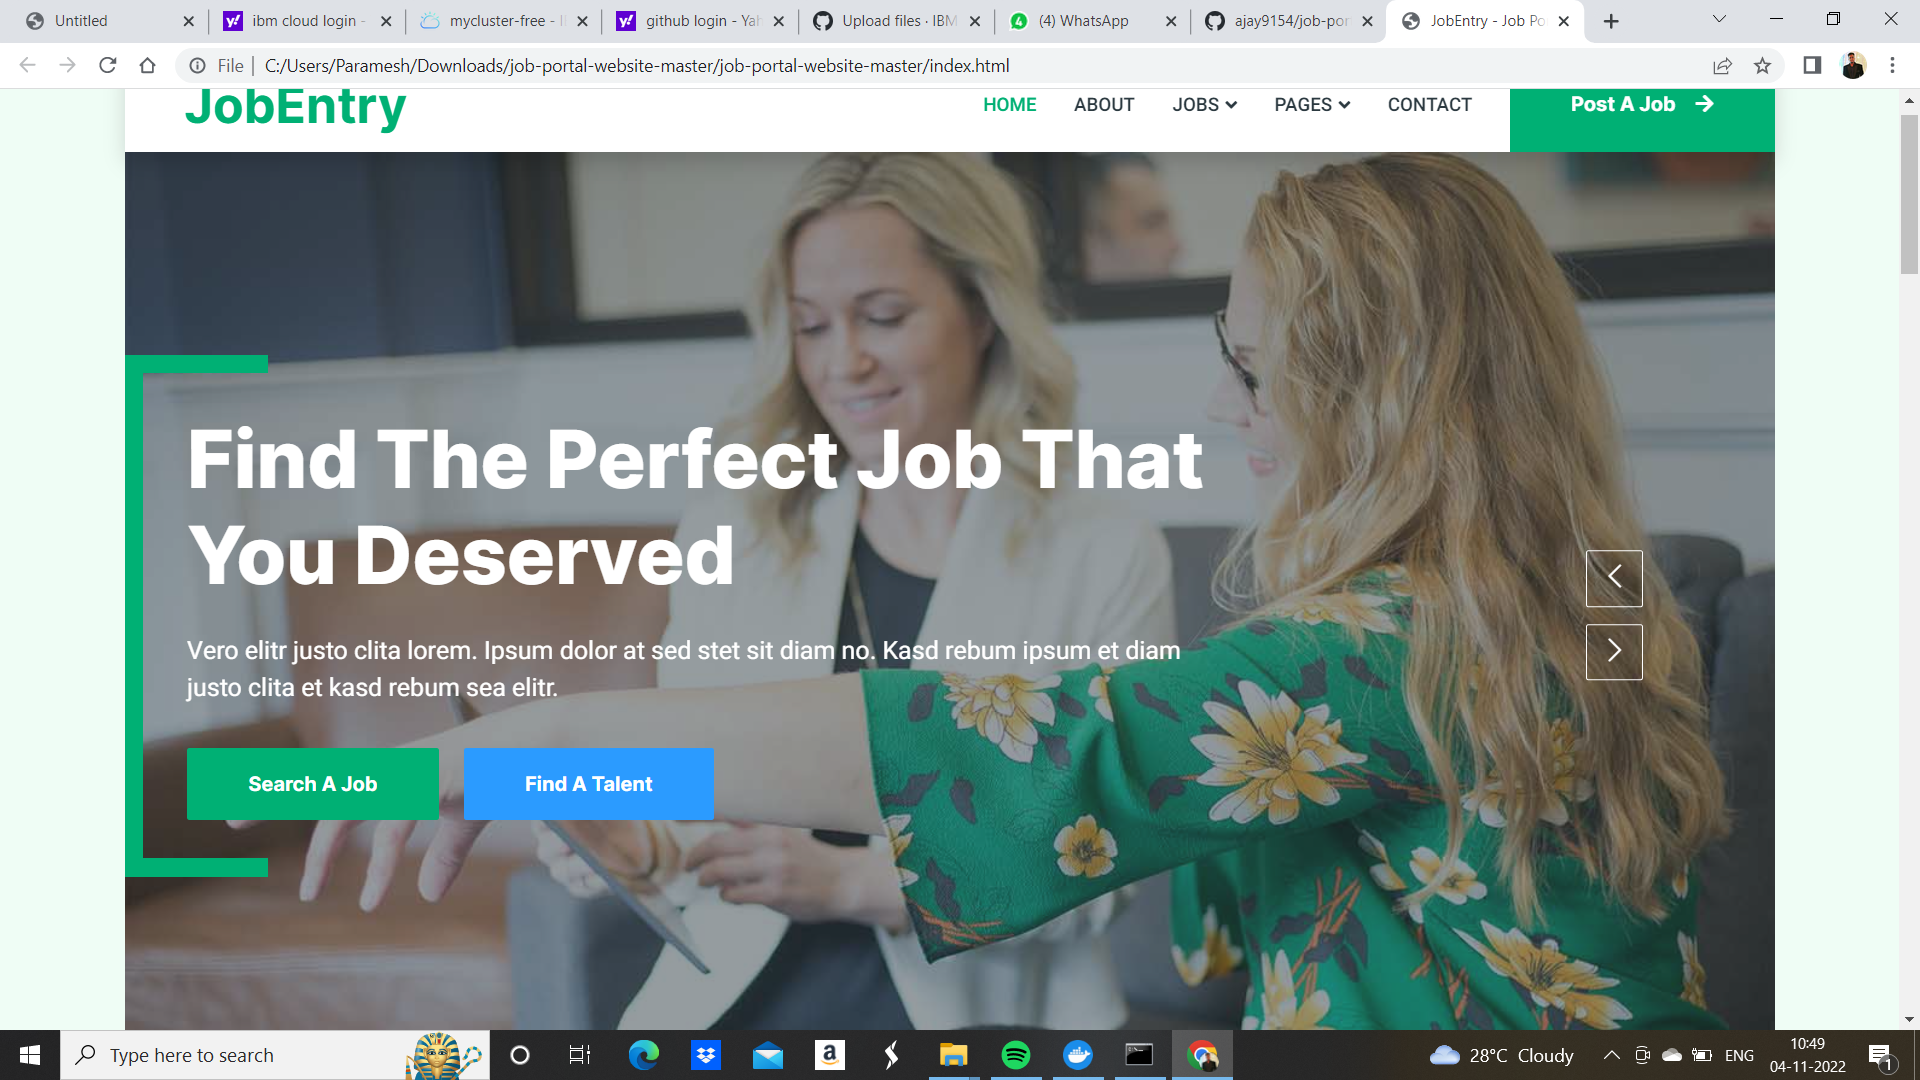 Untitled
ibm cloud login -
mycluster-free - I
github login - Yah
Upload files · IBM
(4) WhatsApp
ajay9154/job-por
JobEntry - Job Po
File
C:/Users/Paramesh/Downloads/job-portal-website-master/job-portal-website-master/index.html
JobEntry
HOME
ABOUT
JOBS
PAGES
CONTACT
Post A Job
Find The Perfect Job That
You Deserved
Vero elitr justo clita lorem. Ipsum dolor at sed stet sit diam no. Kasd rebum ipsum et diam
justo clita et kasd rebum sea elitr.
Search A Job
Find A Talent
Type here to search
28°C Cloudy
ENG
10:49
04-11-2022
1